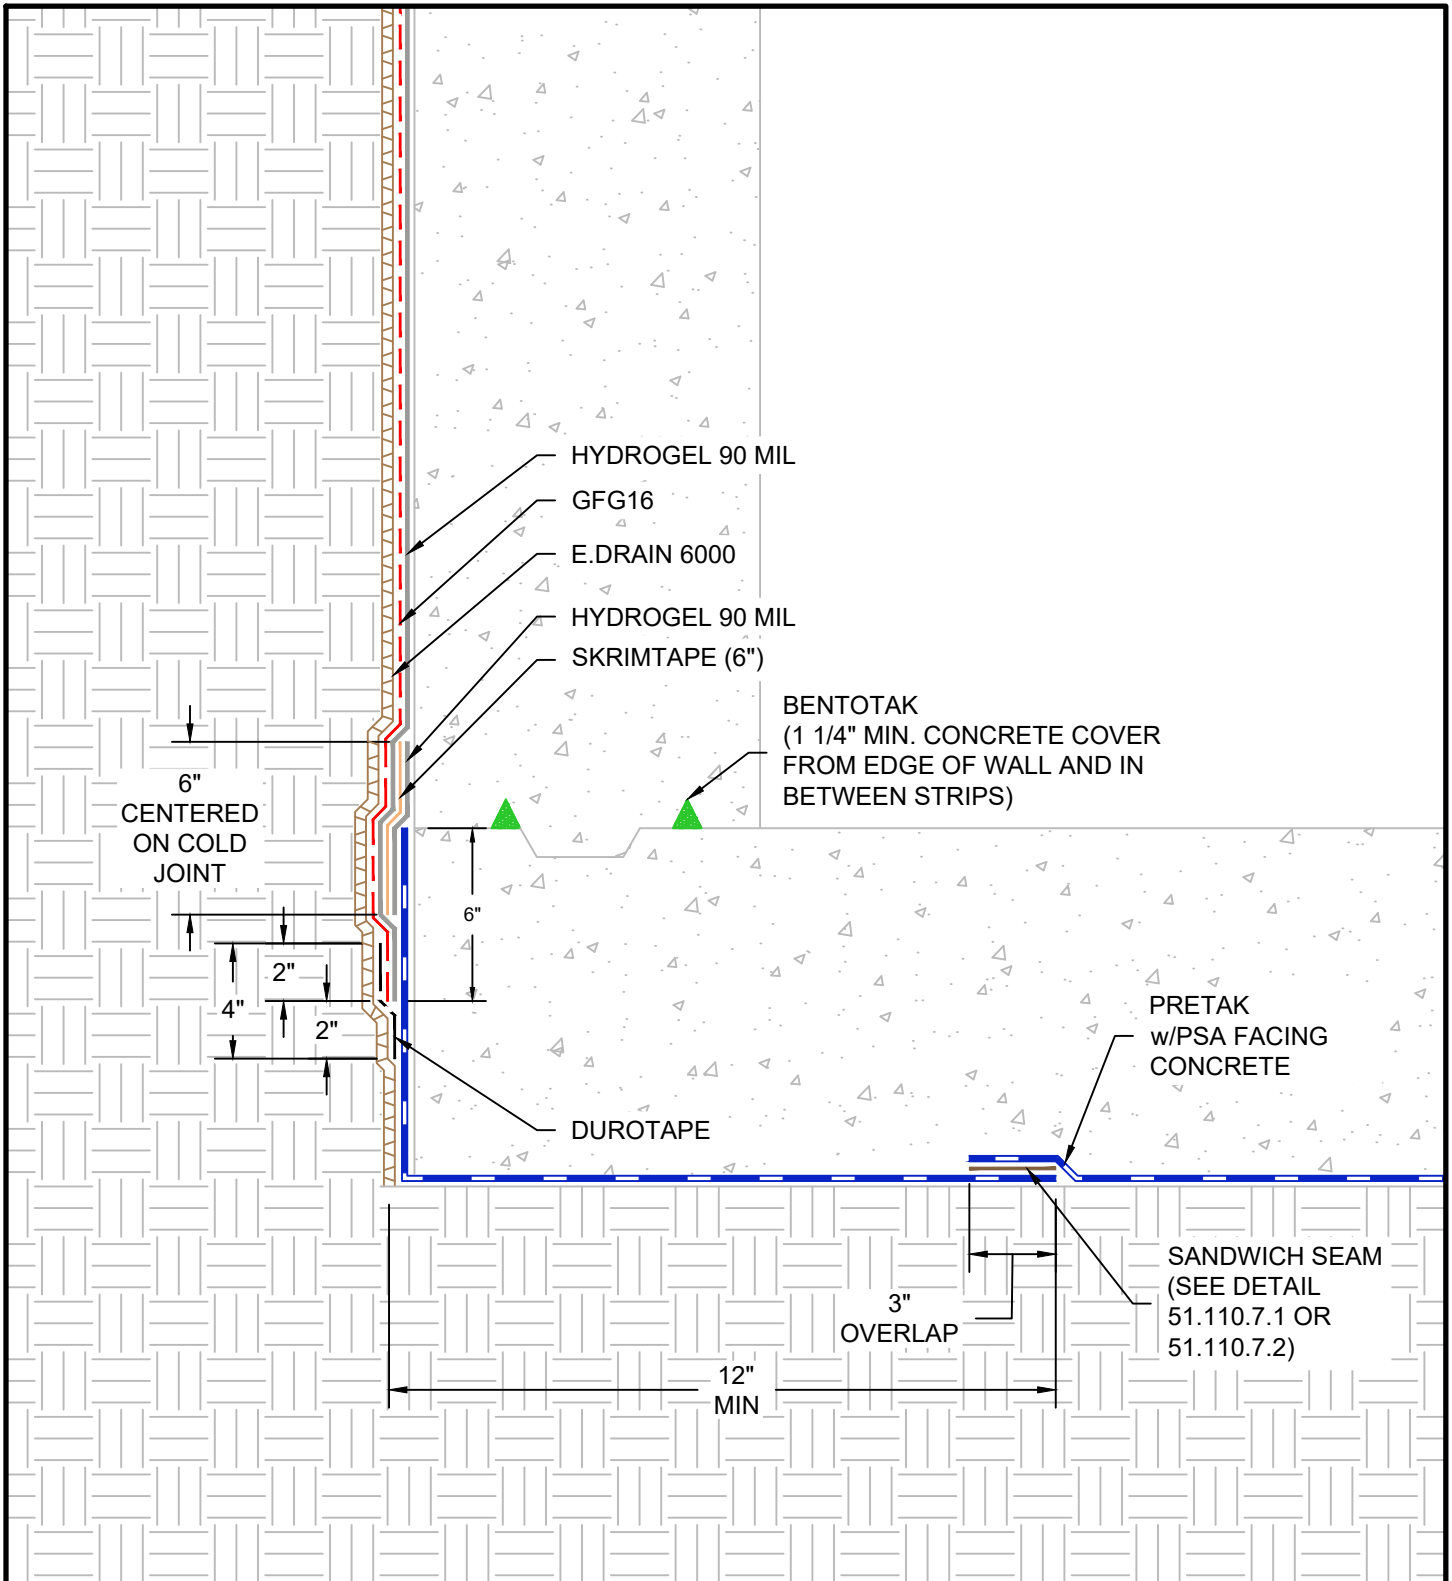 HYDROGEL 90 MIL
GFG16
E.DRAIN 6000
HYDROGEL 90 MIL
SKRIMTAPE (6")
BENTOTAK
(1 1/4" MIN. CONCRETE COVER
FROM EDGE OF WALL AND IN
BETWEEN STRIPS)
6"
CENTERED
ON COLD
JOINT
6"
2"
4"
2"
PRETAK
w/PSA FACING
CONCRETE
DUROTAPE
SANDWICH SEAM
(SEE DETAIL
51.110.7.1 OR
51.110.7.2)
3"
OVERLAP
12"
MIN